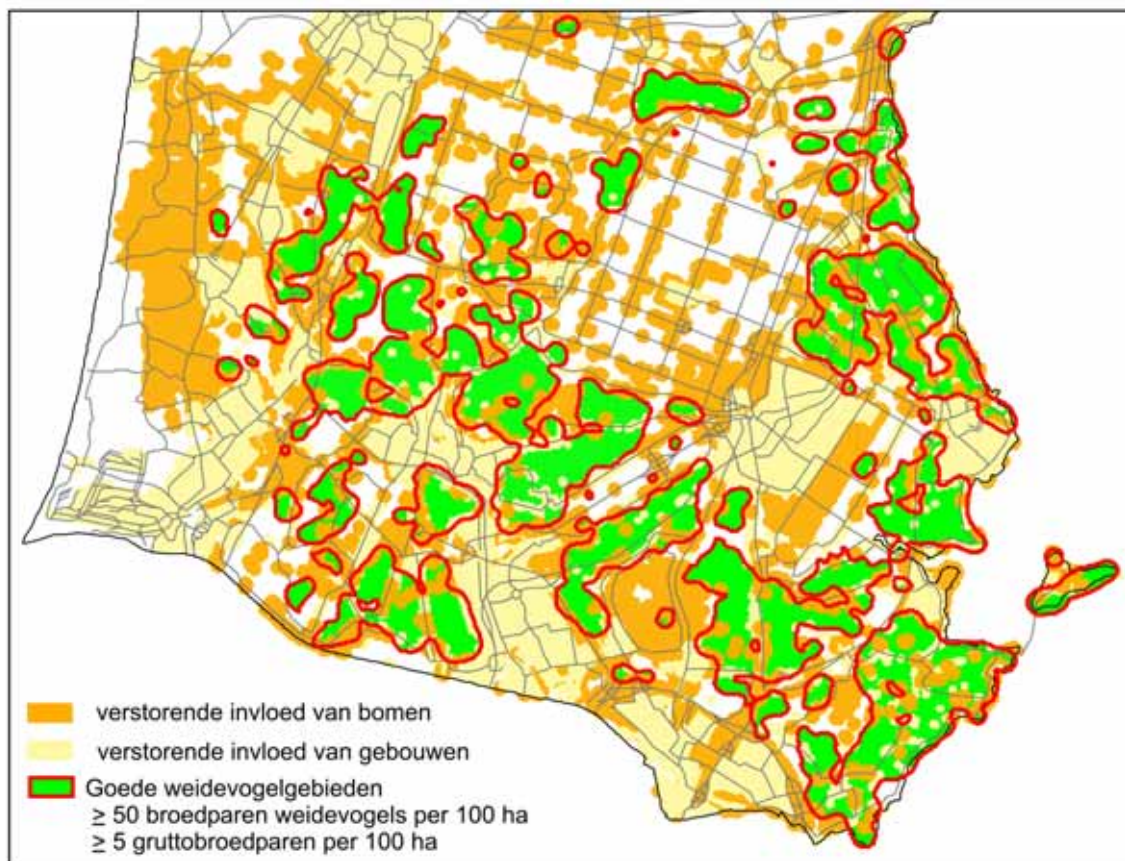 verstorende invloed van bomen
verstorende invloed van gebouwen
Goede weidevogelgebieden
≥ 50 broedparen weidevogels per 100 ha
≥ 5 gruttobroedparen per 100 ha